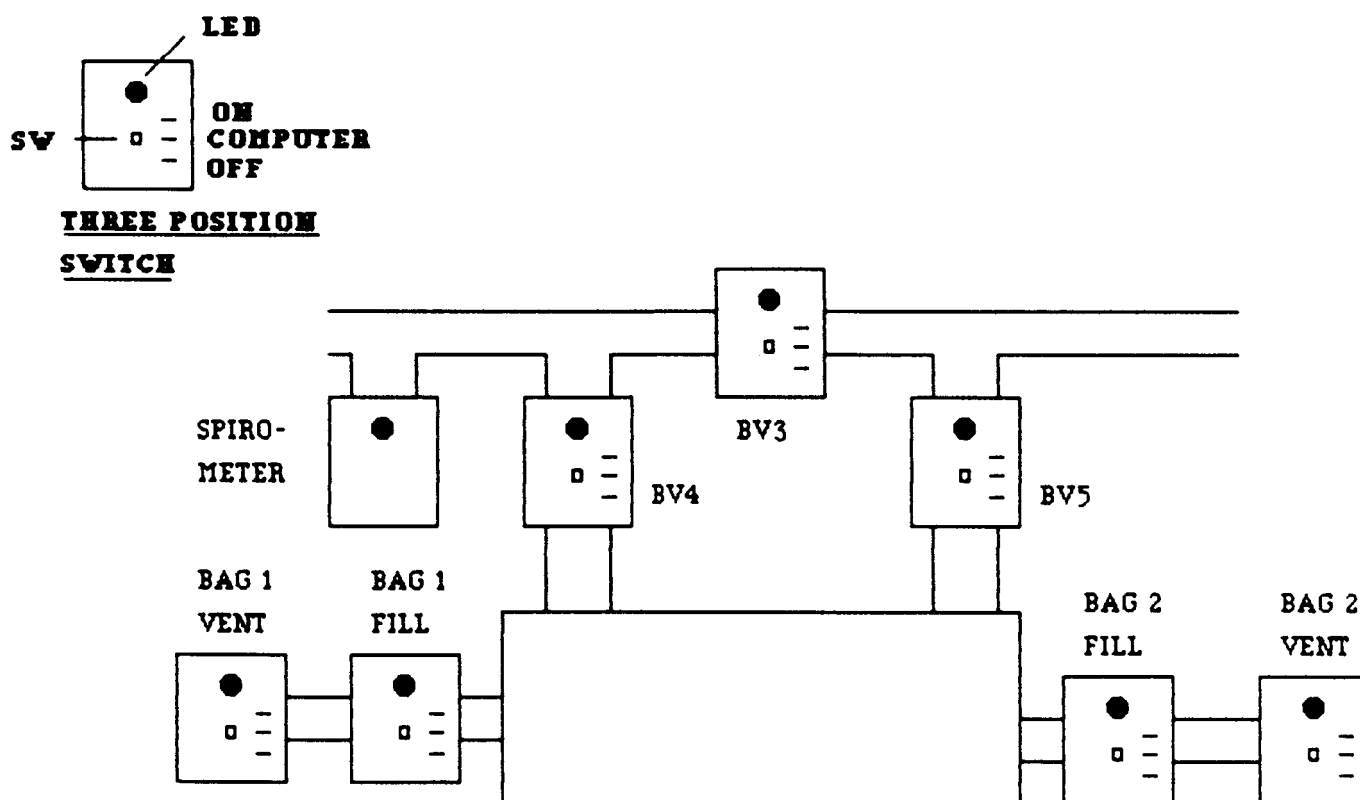 LED
SW
ON
COMPUTER
OFF
THREE POSITION
SWITCH
BV3
SPIRO-
METER
BV4
BV5
BAG 1
VENT
BAG 1
FILL
BAG 2
FILL
BAG 2
VENT